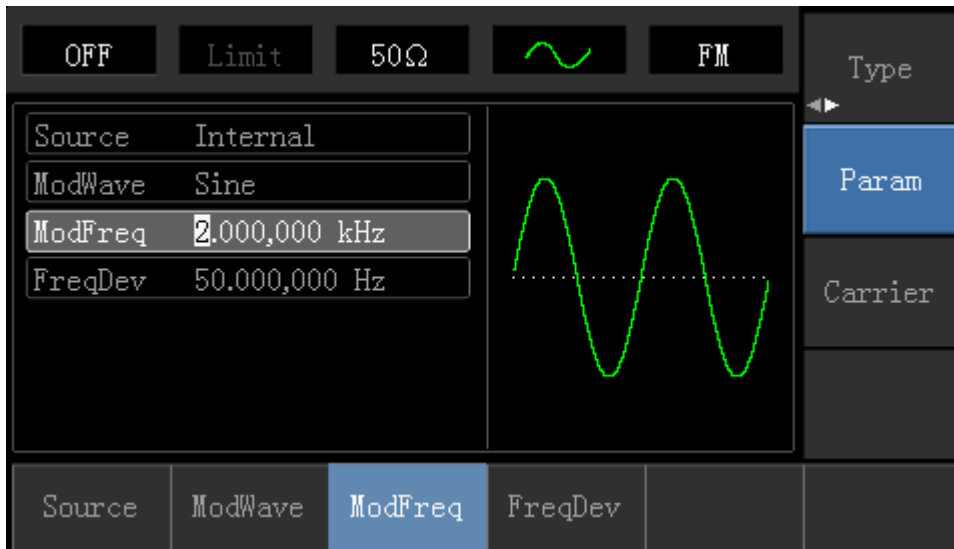 OFF Limit 50Ω FM
Type
Source Internal
ModWave Sine
ModFreq 2.000,000 kHz
FreqDev 50.000,000 Hz
Param
Carrier
Source ModWave ModFreq FreqDev